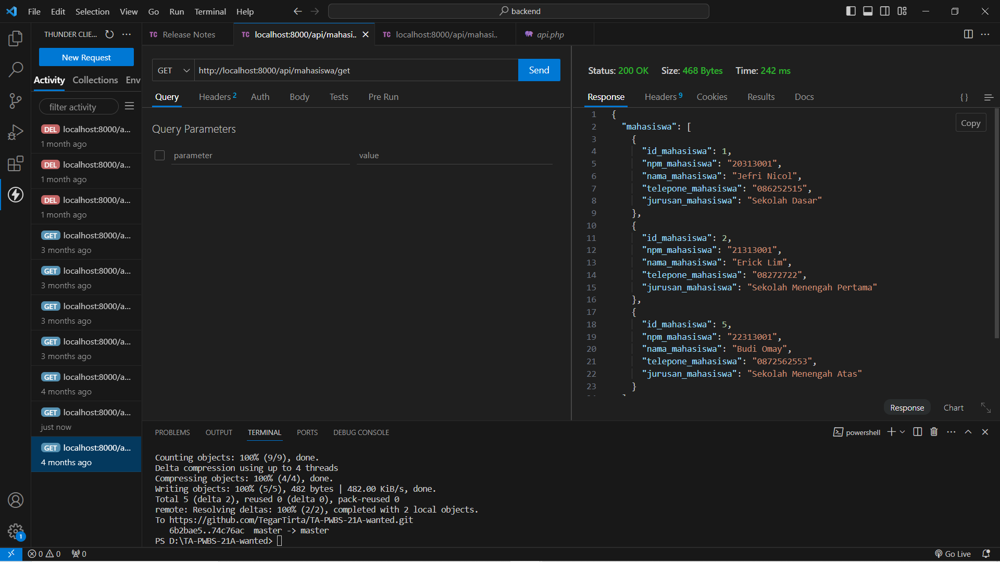 File Edit Selection View Go Run Terminal Help
backend
THUNDER CLIE...
New Request
Activity Collections Env
filter activity
DEL localhost:8000/a...
1 month ago
DEL localhost:8000/a...
1 month ago
DEL localhost:8000/a...
1 month ago
GET localhost:8000/a...
3 months ago
GET localhost:8000/a...
3 months ago
GET localhost:8000/a...
3 months ago
GET localhost:8000/a...
3 months ago
GET localhost:8000/a...
4 months ago
GET localhost:8000/a...
just now
GET localhost:8000/a...
4 months ago
1
TC Release Notes
TC localhost:8000/api/mahasi..
TC localhost:8000/api/mahasi..
api.php
GET http://localhost:8000/api/mahasiswa/get Send
Query Headers 2 Auth Body Tests Pre Run
Query Parameters
parameter value
Status: 200 OK Size: 468 Bytes Time: 242 ms
Response Headers 9 Cookies Results Docs {}
Copy
1 {
2 "mahasiswa": [
3 {
4 "id_mahasiswa": 1,
5 "npm_mahasiswa": "20313001",
6 "nama_mahasiswa": "Jefri Nicol",
7 "telepone_mahasiswa": "086252515",
8 "jurusan_mahasiswa": "Sekolah Dasar"
9 },
10 {
11 "id_mahasiswa": 2,
12 "npm_mahasiswa": "21313001",
13 "nama_mahasiswa": "Erick Lim",
14 "telepone_mahasiswa": "08272722",
15 "jurusan_mahasiswa": "Sekolah Menengah Pertama"
16 },
17 {
18 "id_mahasiswa": 5,
19 "npm_mahasiswa": "22313001",
20 "nama_mahasiswa": "Budi Omay",
21 "telepone_mahasiswa": "0872562553",
22 "jurusan_mahasiswa": "Sekolah Menengah Atas"
23 }
Response Chart
PROBLEMS OUTPUT TERMINAL PORTS DEBUG CONSOLE
powershell
Counting objects: 100% (9/9), done.
Delta compression using up to 4 threads
Compressing objects: 100% (4/4), done.
Writing objects: 100% (5/5), 482 bytes | 482.00 KiB/s, done.
Total 5 (delta 2), reused 0 (delta 0), pack-reused 0
remote: Resolving deltas: 100% (2/2), completed with 2 local objects.
To https://github.com/TegarTirta/TA-PWBS-21A-wanted.git
6b2bae5..74c76ac master -> master
PS D:\TA-PWBS-21A-wanted>
0 0 0
Go Live